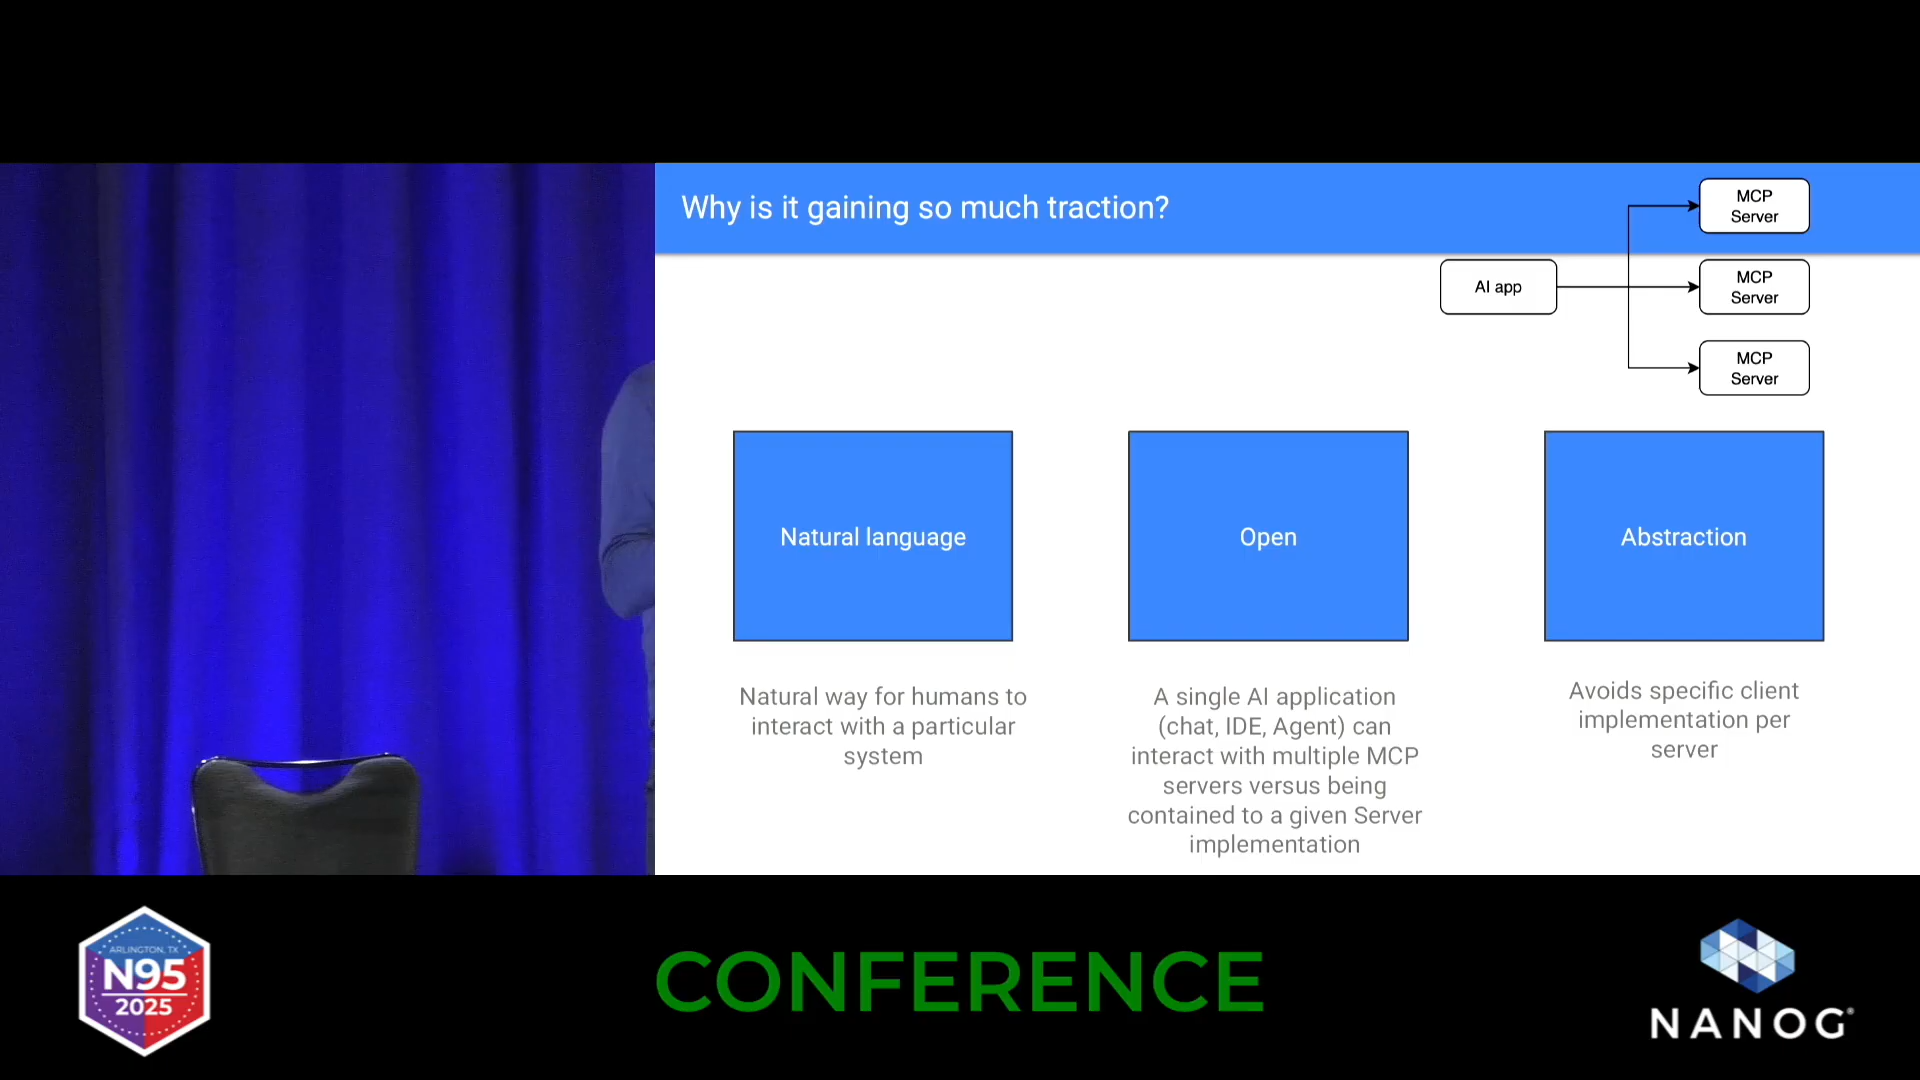 Why is it gaining so much traction?
MCP
Server
AI app
MCP
Server
MCP
Server
Natural language
Open
Abstraction
Natural way for humans to
interact with a particular
system
A single AI application
(chat, IDE, Agent) can
interact with multiple MCP
servers versus being
contained to a given Server
implementation
Avoids specific client
implementation per
server
ARLINGTON, TX
N95
2025
CONFERENCE
NANOG®